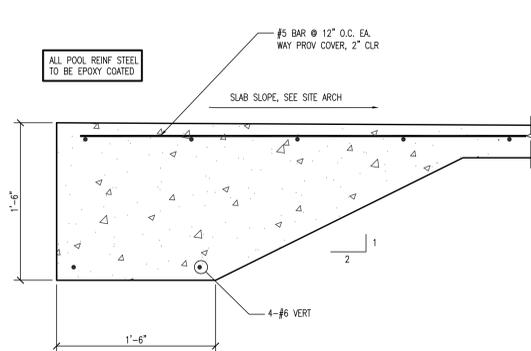 #5 BAR @ 12" O.C. EA.
WAY PROV COVER, 2" CLR
ALL POOL REINF STEEL
TO BE EPOXY COATED
SLAB SLOPE, SEE SITE ARCH
1'-6"
1
2
4-#6 VERT
1'-6"